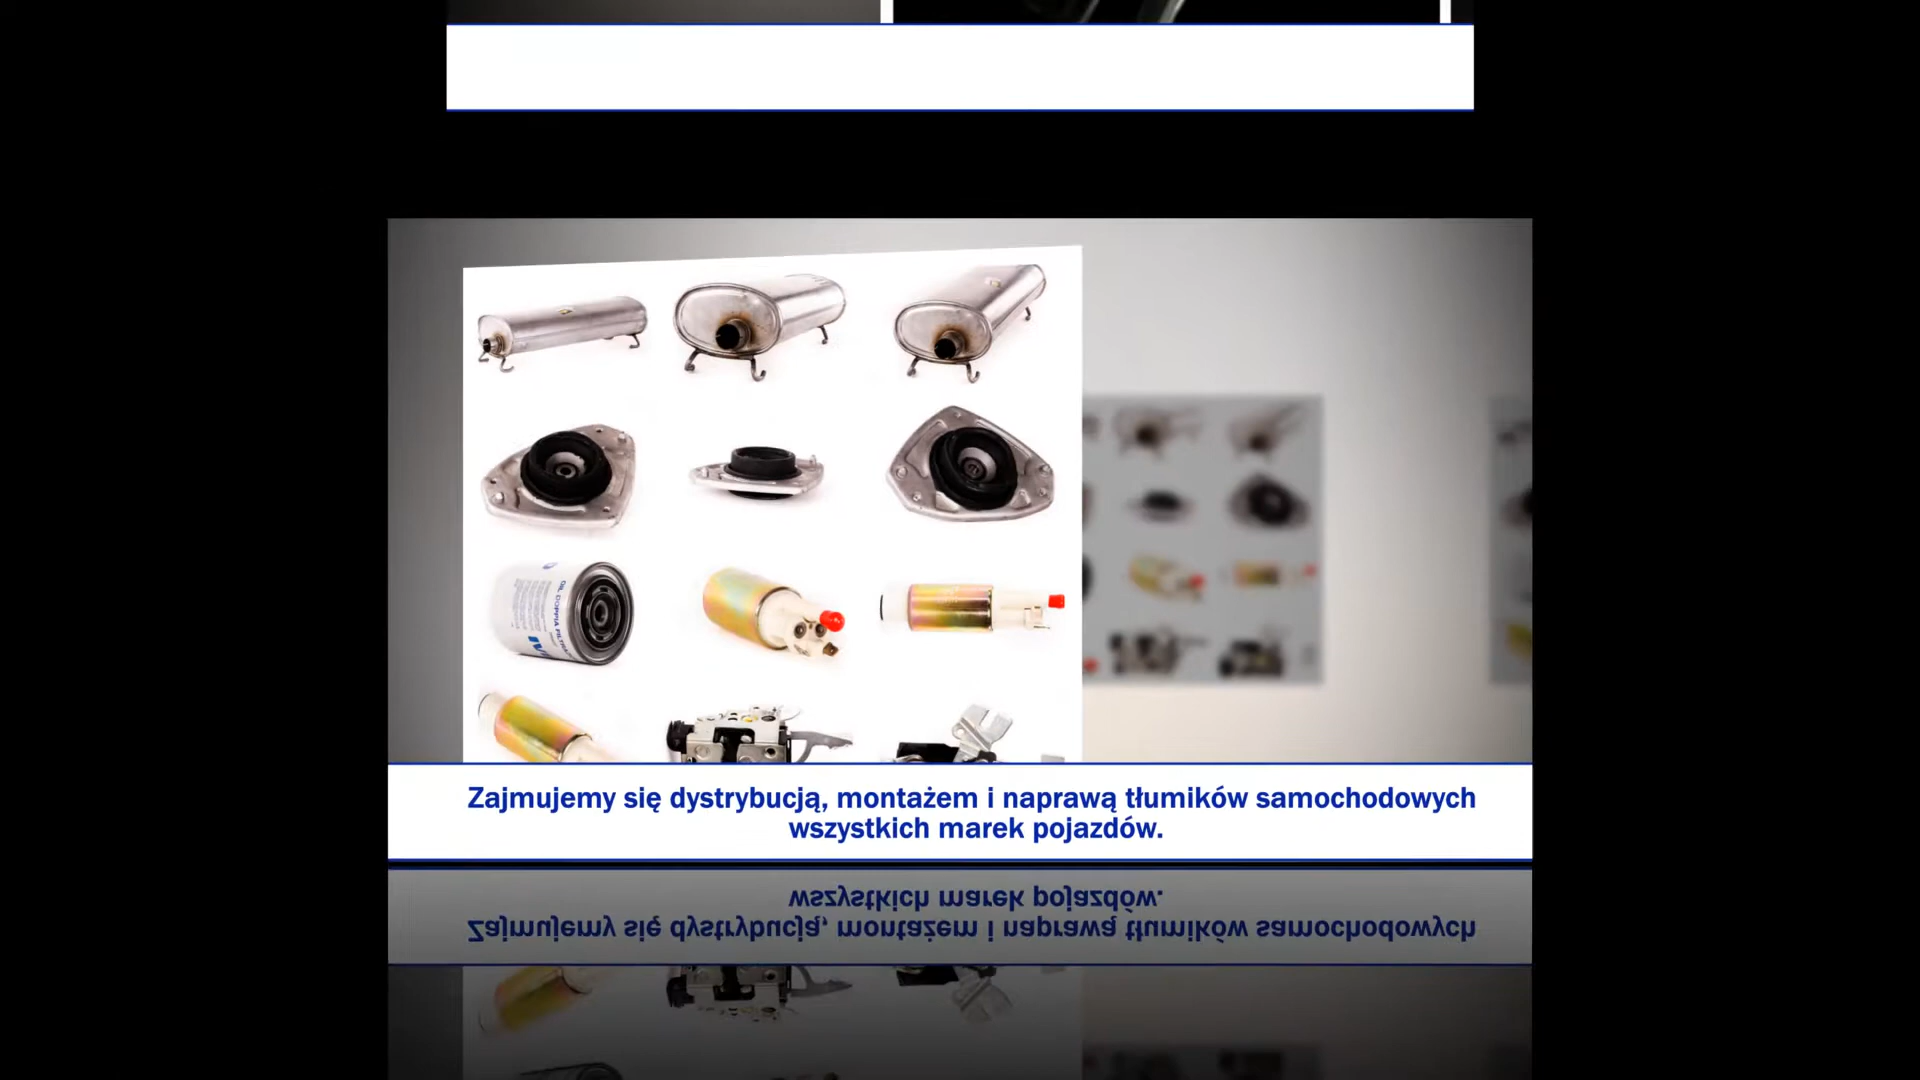 Zajmujemy się dystrybucją, montażem i naprawą tłumików samochodowych
wszystkich marek pojazdów.